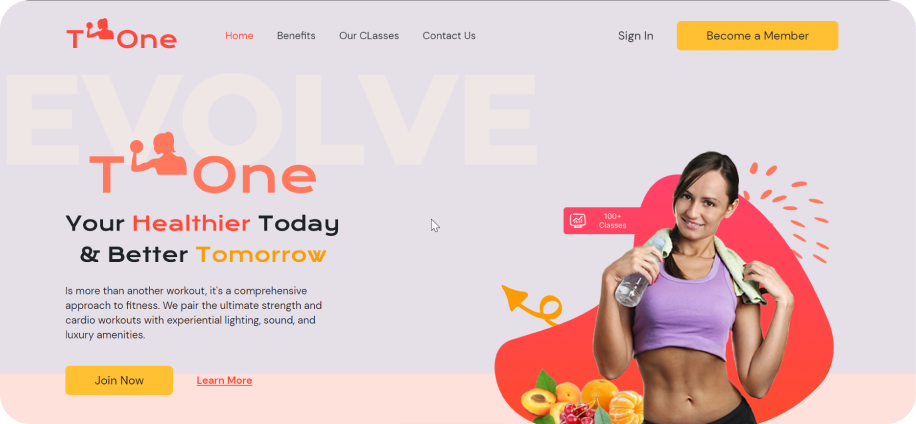 T One
Home
Benefits
Our CLasses
Contact Us
Sign In
Become a Member
EVOLVE
T One
Your Healthier Today
& Better Tomorrow
100+
Classes
Is more than another workout, it's a comprehensive
approach to fitness. We pair the ultimate strength and
cardio workouts with experiential lighting, sound, and
luxury amenities.
Join Now
Learn More